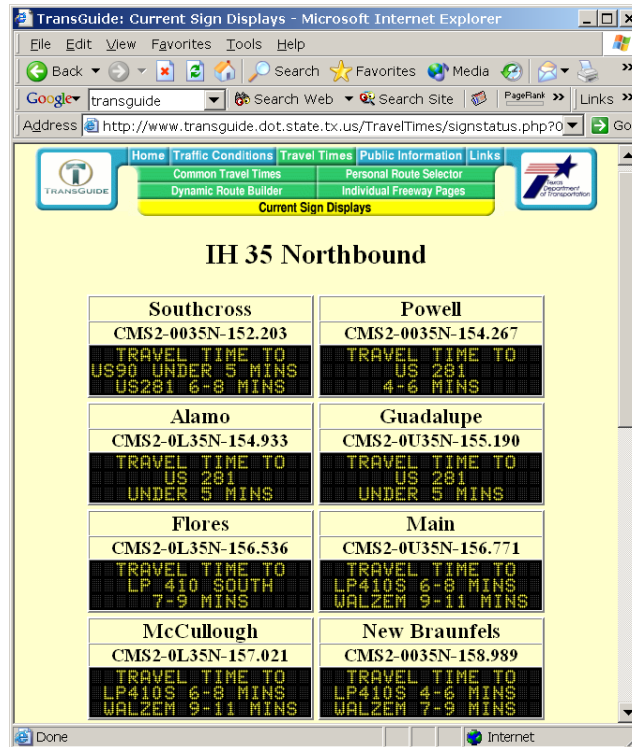 TransGuide: Current Sign Displays - Microsoft Internet Explorer
File Edit View Favorites Tools Help
Back Search Favorites Media »
Google transguide Search Web Search Site PageRank » Links »
Address http://www.transguide.dot.state.tx.us/TravelTimes/signstatus.php?0 Go
TRANSGUIDE
Home Traffic Conditions Travel Times Public Information Links
Common Travel Times Personal Route Selector
Dynamic Route Builder Individual Freeway Pages
Current Sign Displays
Texas Department of Transportation
IH 35 Northbound
Southcross Powell
CMS2-0035N-152.203 CMS2-0035N-154.267
TRAVEL TIME TO TRAVEL TIME TO
US90 UNDER 5 MINS US 281
US281 6-8 MINS 4-6 MINS
Alamo Guadalupe
CMS2-0L35N-154.933 CMS2-0U35N-155.190
TRAVEL TIME TO TRAVEL TIME TO
US 281 US 281
UNDER 5 MINS UNDER 5 MINS
Flores Main
CMS2-0L35N-156.536 CMS2-0U35N-156.771
TRAVEL TIME TO TRAVEL TIME TO
LP 410 SOUTH LP410S 6-8 MINS
7-9 MINS WALZEM 9-11 MINS
McCullough New Braunfels
CMS2-0L35N-157.021 CMS2-0035N-158.989
TRAVEL TIME TO TRAVEL TIME TO
LP410S 6-8 MINS LP410S 4-6 MINS
WALZEM 9-11 MINS WALZEM 7-9 MINS
Done Internet